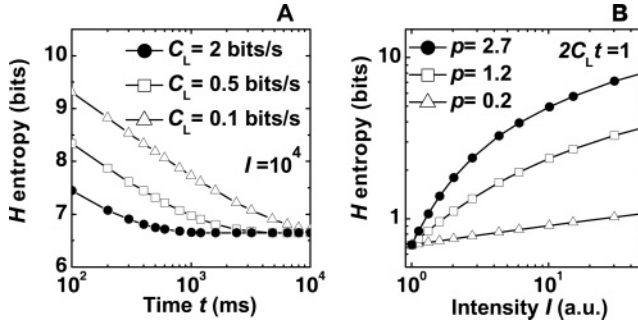 A
B
H entropy (bits)
10
9
8
7
6
C_L = 2 bits/s
C_L = 0.5 bits/s
C_L = 0.1 bits/s
I =10^4
10^2
10^3
10^4
Time t (ms)
H entropy (bits)
10
1
p= 2.7
p= 1.2
p= 0.2
2C_L t =1
10^0
10^1
Intensity I (a.u.)